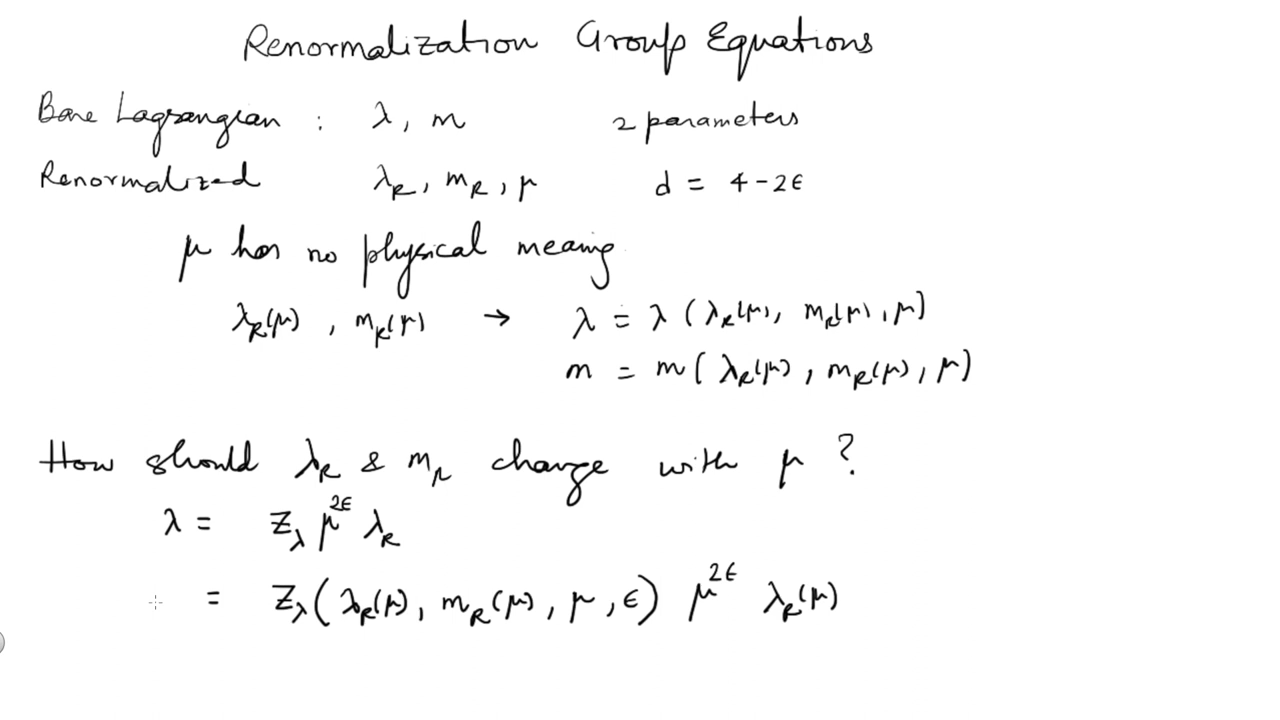 Renormalization Group Equations
Bare Lagrangian : λ, m 2 parameters
Renormalized λ_R, m_R, μ d = 4-2ε
μ has no physical meaning
λ_R(μ), m_R(μ) → λ = λ(λ_R(μ), m_R(μ), μ)
m = m(λ_R(μ), m_R(μ), μ)
How should λ_R & m_R change with μ ?
λ = Z_λ μ^{2ε} λ_R
= Z_λ(λ_R(μ), m_R(μ), μ, ε) μ^{2ε} λ_R(μ)